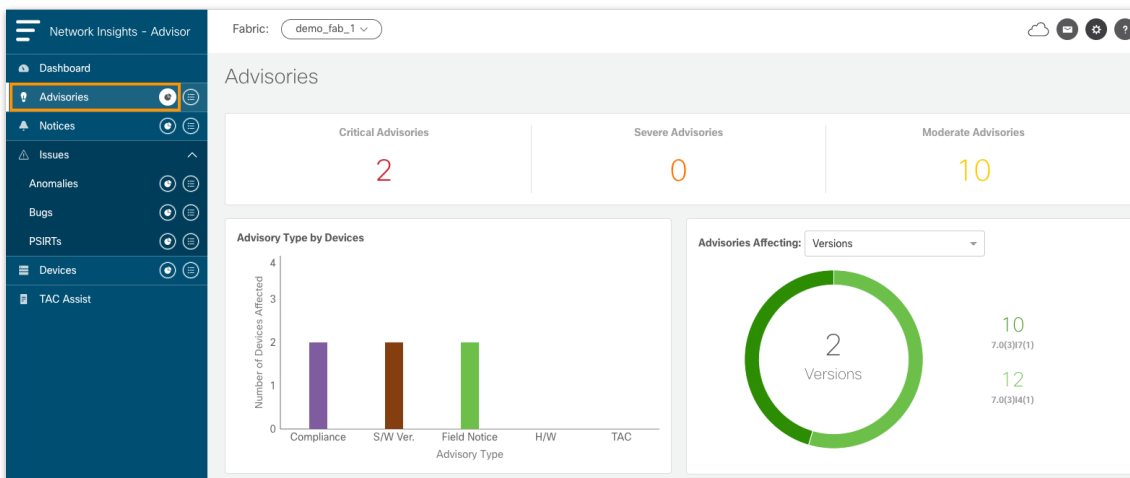 Network Insights - Advisor
Fabric: demo_fab_1
?
Dashboard
Advisories
Notices
Issues
Anomalies
Bugs
PSIRTs
Devices
TAC Assist
Advisories
Critical Advisories
2
Severe Advisories
0
Moderate Advisories
10
Advisory Type by Devices
Number of Devices Affected
4
3
2
1
0
Compliance S/W Ver. Field Notice H/W TAC
Advisory Type
Advisories Affecting: Versions
2
Versions
10
7.0(3)I7(1)
12
7.0(3)I4(1)